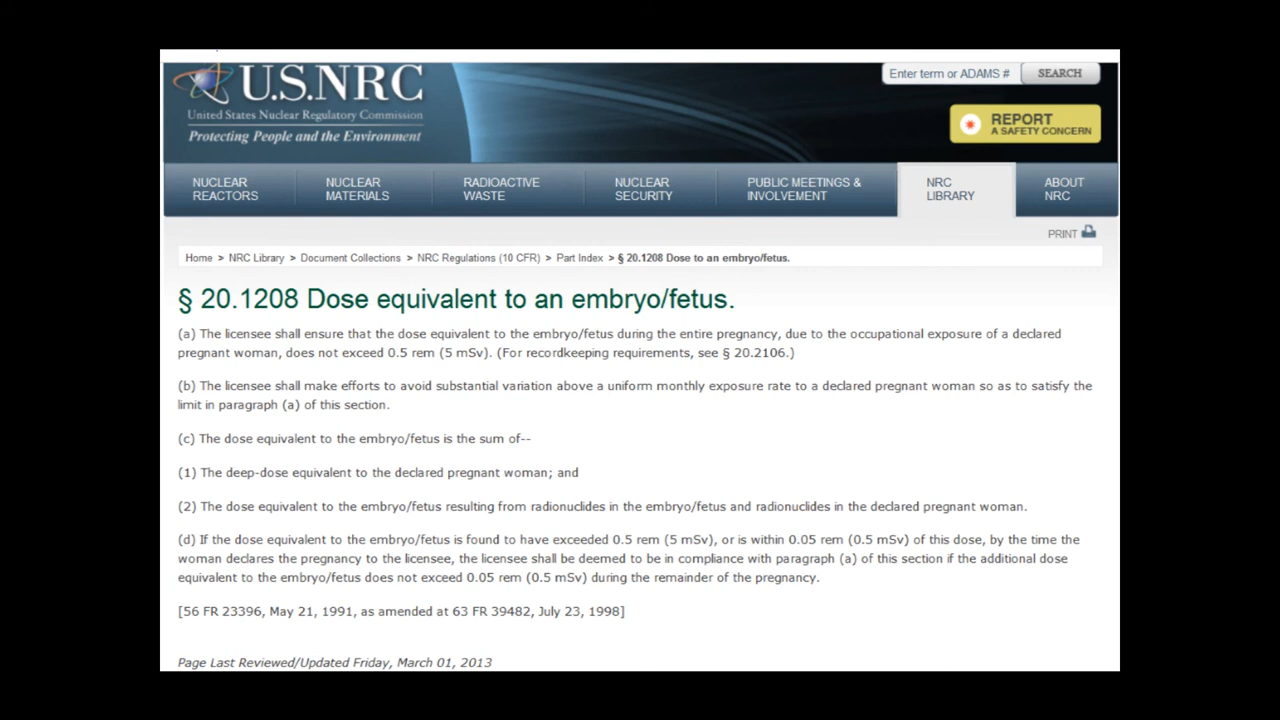 U.S.NRC
United States Nuclear Regulatory Commission
Protecting People and the Environment
Enter term or ADAMS # SEARCH
REPORT
A SAFETY CONCERN
NUCLEAR REACTORS
NUCLEAR MATERIALS
RADIOACTIVE WASTE
NUCLEAR SECURITY
PUBLIC MEETINGS & INVOLVEMENT
NRC LIBRARY
ABOUT NRC
PRINT
Home > NRC Library > Document Collections > NRC Regulations (10 CFR) > Part Index > § 20.1208 Dose to an embryo/fetus.
§ 20.1208 Dose equivalent to an embryo/fetus.
(a) The licensee shall ensure that the dose equivalent to the embryo/fetus during the entire pregnancy, due to the occupational exposure of a declared
pregnant woman, does not exceed 0.5 rem (5 mSv). (For recordkeeping requirements, see § 20.2106.)
(b) The licensee shall make efforts to avoid substantial variation above a uniform monthly exposure rate to a declared pregnant woman so as to satisfy the
limit in paragraph (a) of this section.
(c) The dose equivalent to the embryo/fetus is the sum of--
(1) The deep-dose equivalent to the declared pregnant woman; and
(2) The dose equivalent to the embryo/fetus resulting from radionuclides in the embryo/fetus and radionuclides in the declared pregnant woman.
(d) If the dose equivalent to the embryo/fetus is found to have exceeded 0.5 rem (5 mSv), or is within 0.05 rem (0.5 mSv) of this dose, by the time the
woman declares the pregnancy to the licensee, the licensee shall be deemed to be in compliance with paragraph (a) of this section if the additional dose
equivalent to the embryo/fetus does not exceed 0.05 rem (0.5 mSv) during the remainder of the pregnancy.
[56 FR 23396, May 21, 1991, as amended at 63 FR 39482, July 23, 1998]
Page Last Reviewed/Updated Friday, March 01, 2013